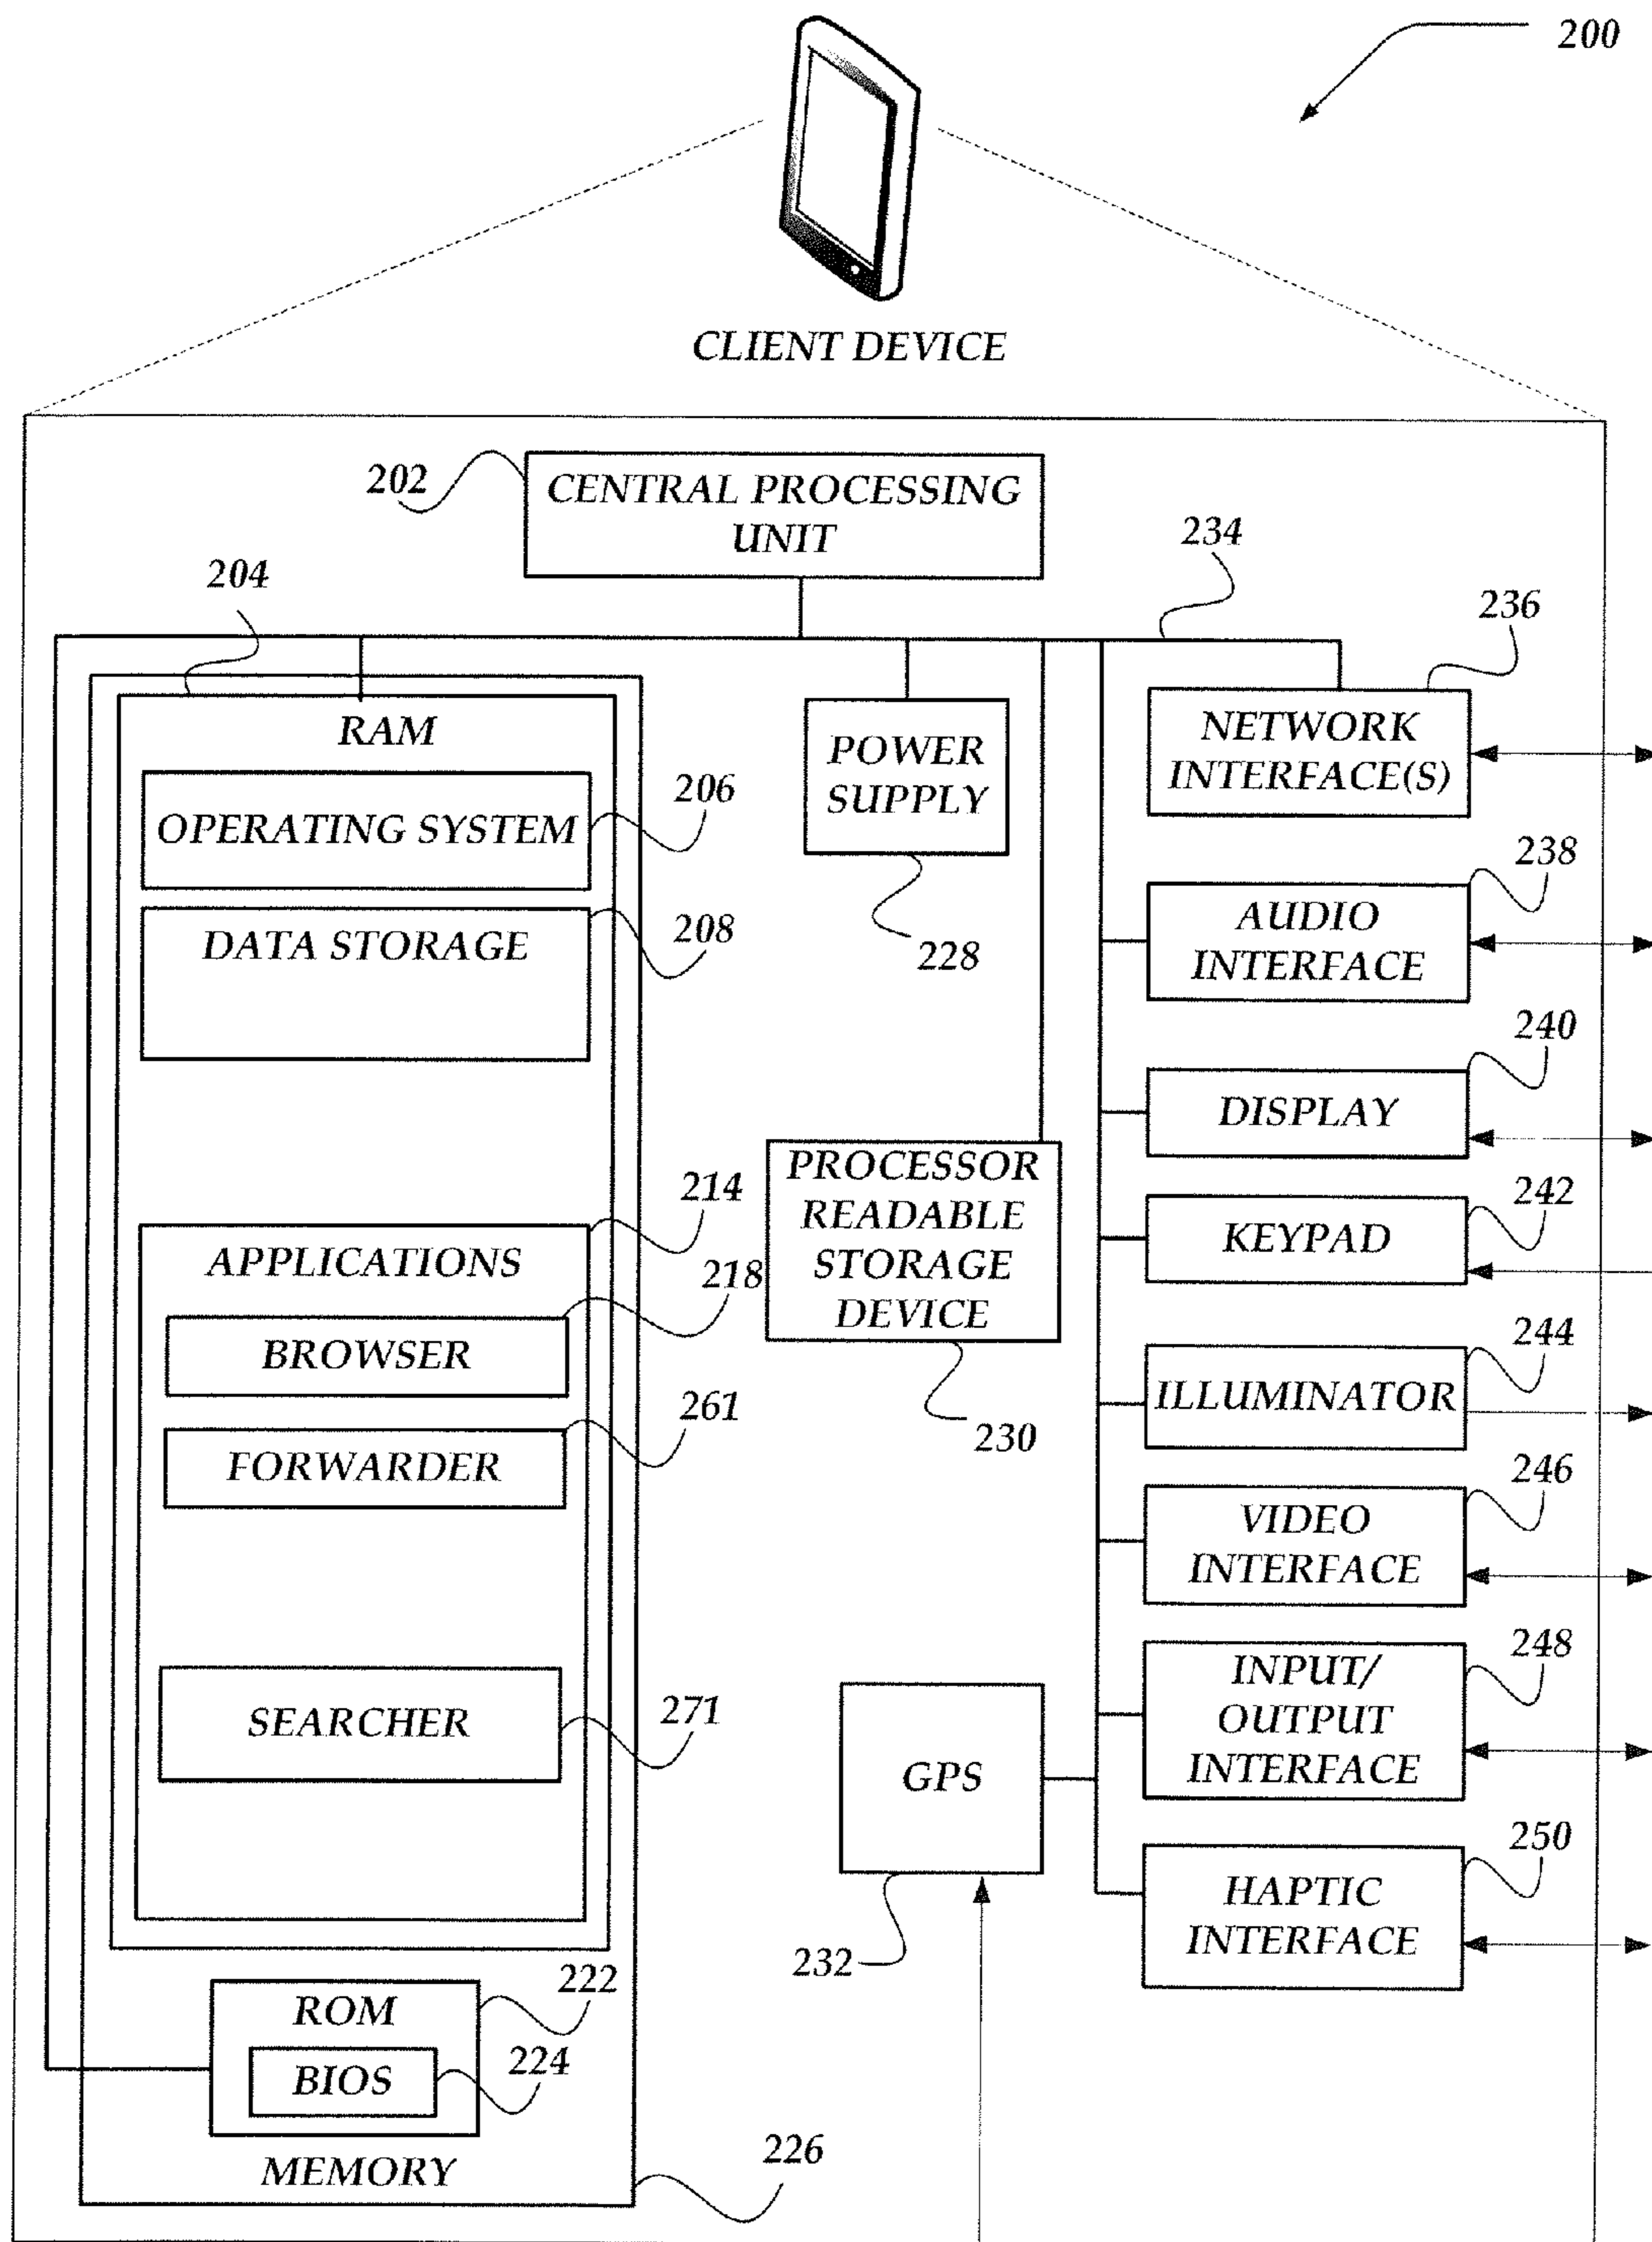 200
CLIENT DEVICE
202
CENTRAL PROCESSING
UNIT
234
204
236
RAM
NETWORK
INTERFACE(S)
POWER
SUPPLY
206
OPERATING SYSTEM
238
AUDIO
INTERFACE
208
DATA STORAGE
228
240
DISPLAY
PROCESSOR
READABLE
STORAGE
DEVICE
214
APPLICATIONS
242
KEYPAD
218
BROWSER
244
ILLUMINATOR
261
FORWARDER
230
246
VIDEO
INTERFACE
248
INPUT/
OUTPUT
INTERFACE
271
SEARCHER
GPS
250
HAPTIC
INTERFACE
232
222
ROM
224
BIOS
226
MEMORY